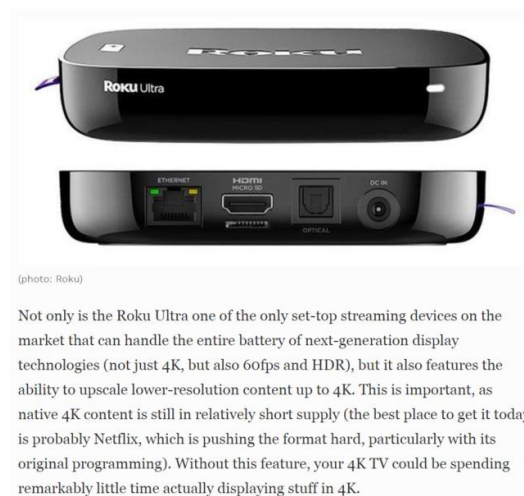 Roku
Roku Ultra
ETHERNET
HDMI
MICRO SD
OPTICAL
DC IN
(photo: Roku)
Not only is the Roku Ultra one of the only set-top streaming devices on the
market that can handle the entire battery of next-generation display
technologies (not just 4K, but also 60fps and HDR), but it also features the
ability to upscale lower-resolution content up to 4K. This is important, as
native 4K content is still in relatively short supply (the best place to get it toda
is probably Netflix, which is pushing the format hard, particularly with its
original programming). Without this feature, your 4K TV could be spending
remarkably little time actually displaying stuff in 4K.